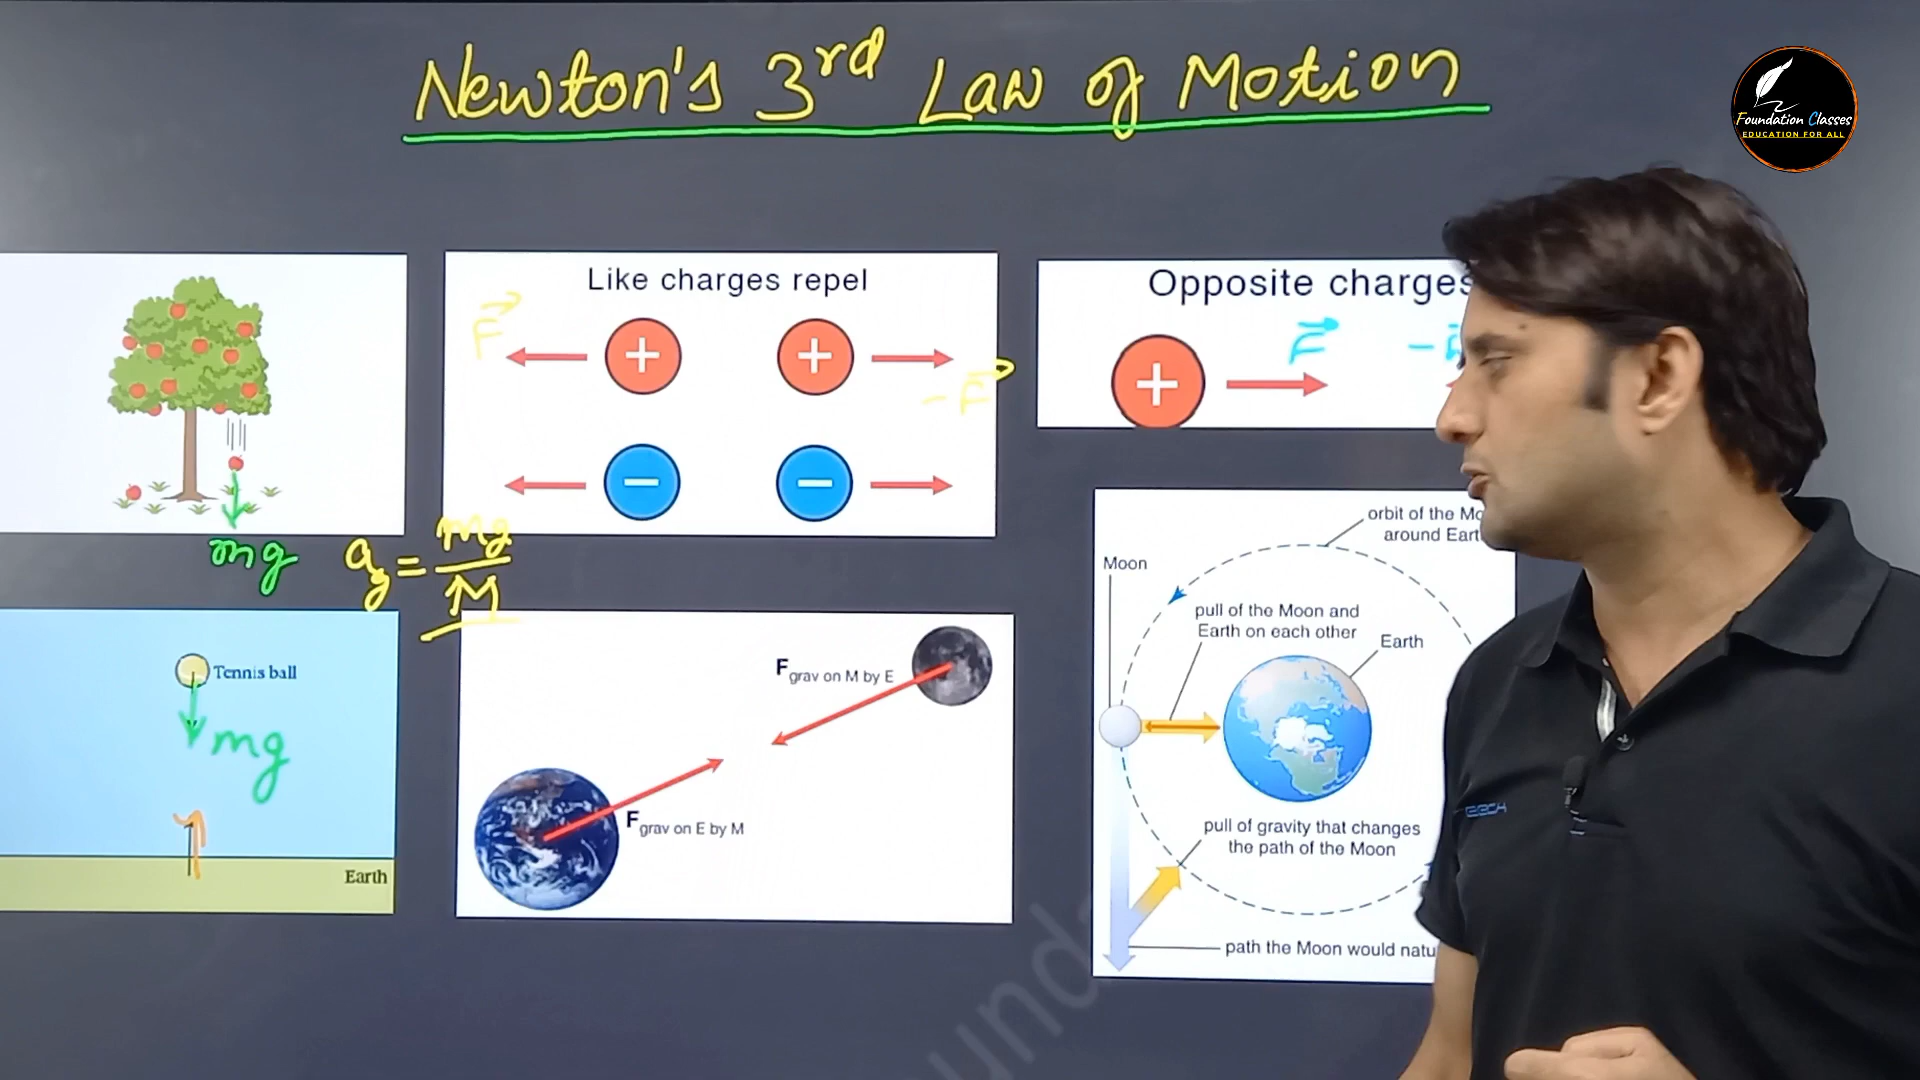 Newton's 3rd Law of Motion
Foundation Classes
EDUCATION FOR ALL
mg
Like charges repel
F
+ +
-F
− −
Opposite charges
+
F
-
a = mg / M
Tennis ball
mg
Earth
F grav on M by E
F grav on E by M
orbit of the
around
Moon
pull of the Moon and
Earth on each other
Earth
pull of gravity that changes
the path of the Moon
path the Moon would